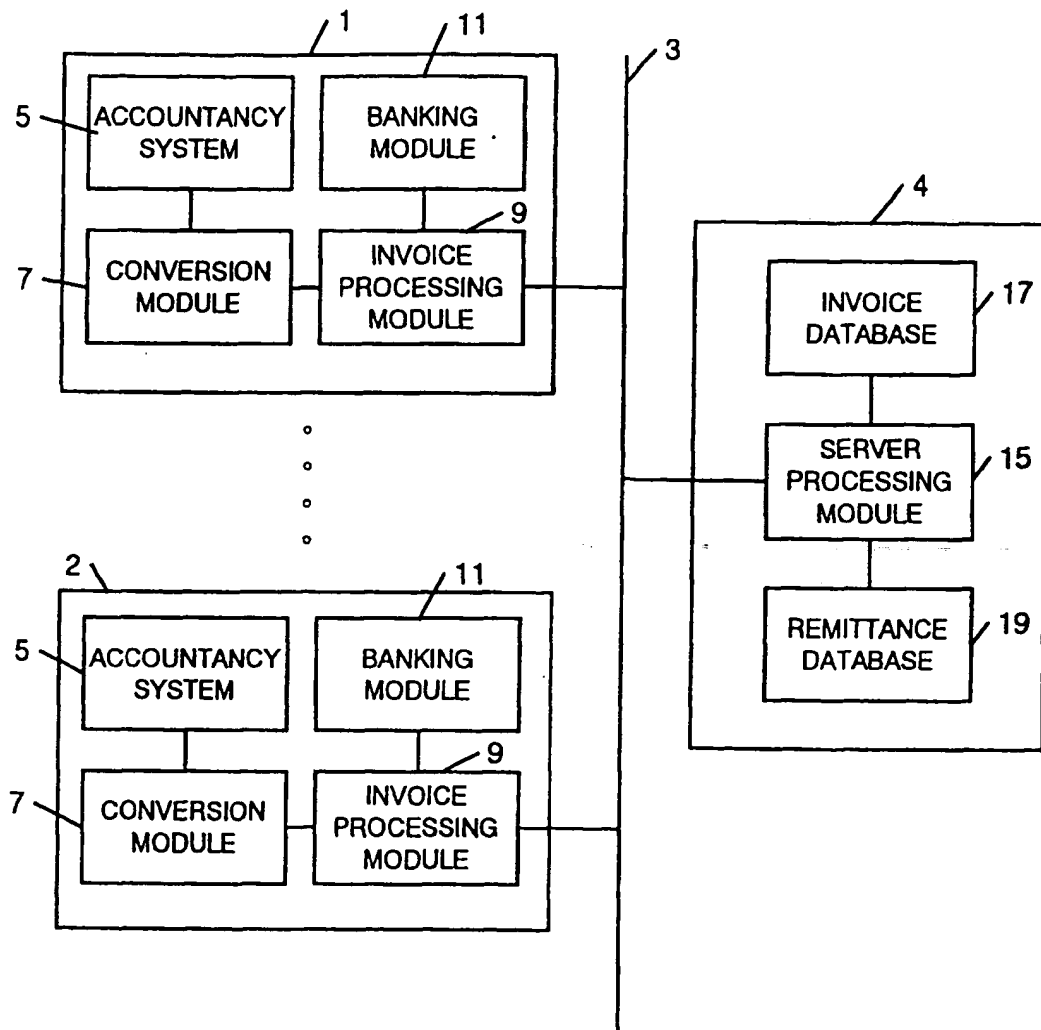 1
11
3
5
ACCOUNTANCY
SYSTEM
BANKING
MODULE
4
9
7
CONVERSION
MODULE
INVOICE
PROCESSING
MODULE
INVOICE
DATABASE
17
SERVER
PROCESSING
MODULE
15
2
11
5
ACCOUNTANCY
SYSTEM
BANKING
MODULE
REMITTANCE
DATABASE
19
9
7
CONVERSION
MODULE
INVOICE
PROCESSING
MODULE